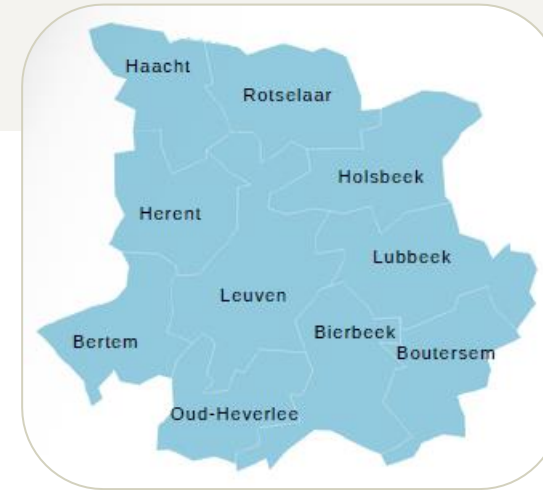 Haacht
Rotselaar
Holsbeek
Herent
Lubbeek
Leuven
Bierbeek
Bertem
Boutersem
Oud-Heverlee